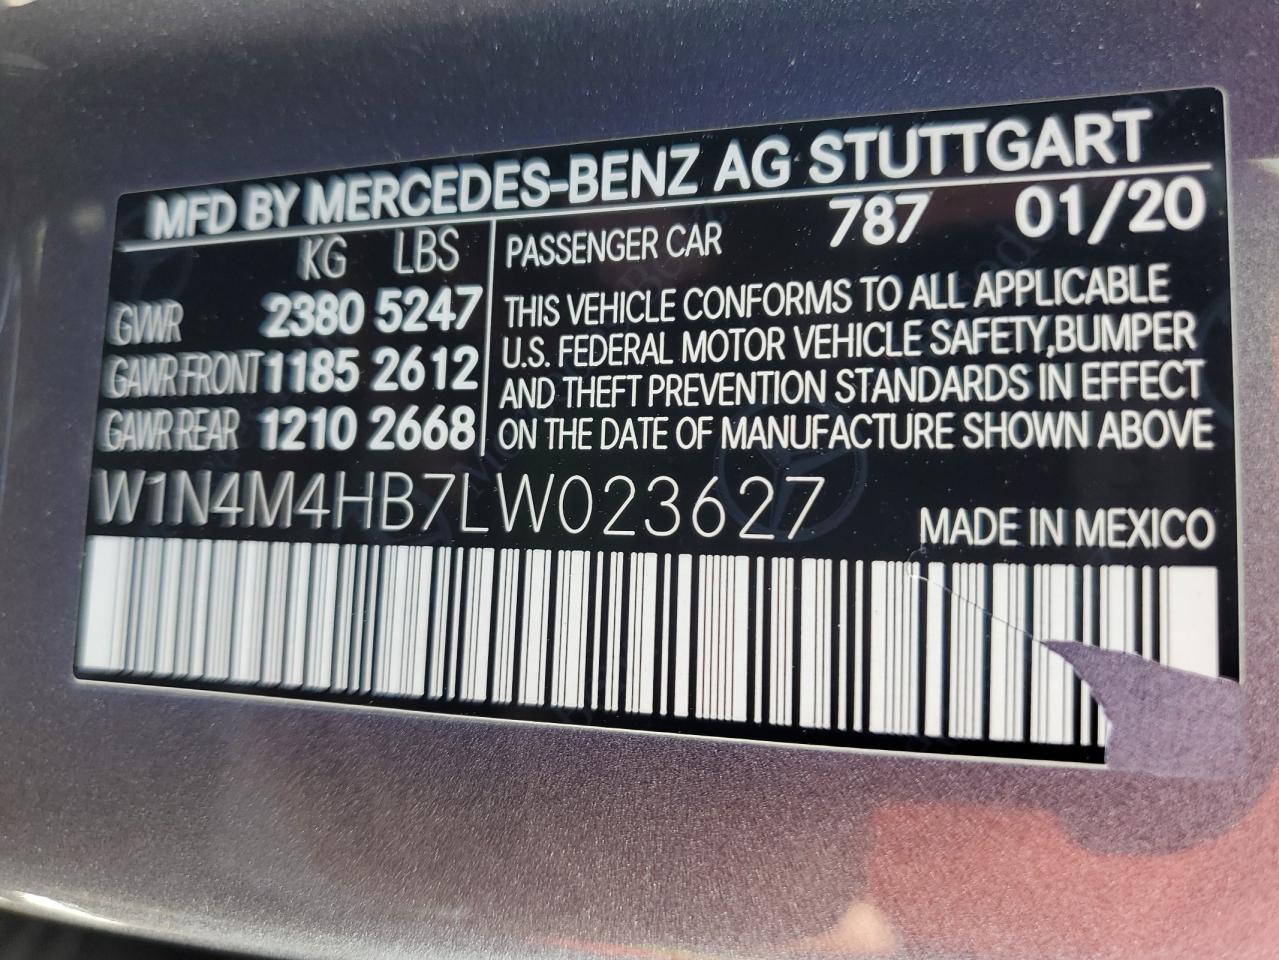 MFD BY MERCEDES-BENZ AG STUTTGART
KG LBS
GVWR 2380 5247
GAWR FRONT 1185 2612
GAWR REAR 1210 2668
PASSENGER CAR 787 01/20
THIS VEHICLE CONFORMS TO ALL APPLICABLE
U.S. FEDERAL MOTOR VEHICLE SAFETY,BUMPER
AND THEFT PREVENTION STANDARDS IN EFFECT
ON THE DATE OF MANUFACTURE SHOWN ABOVE
W1N4M4HB7LW023627
MADE IN MEXICO